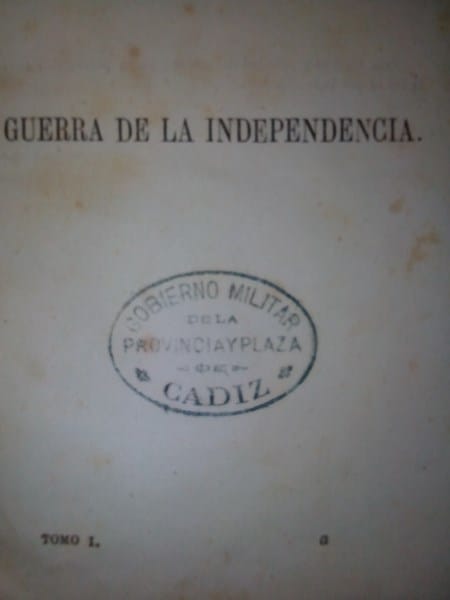 GUERRA DE LA INDEPENDENCIA.
GOBIERNO MILITAR
DE LA
PROVINCIA Y PLAZA
DE
CADIZ
TOMO I.
a